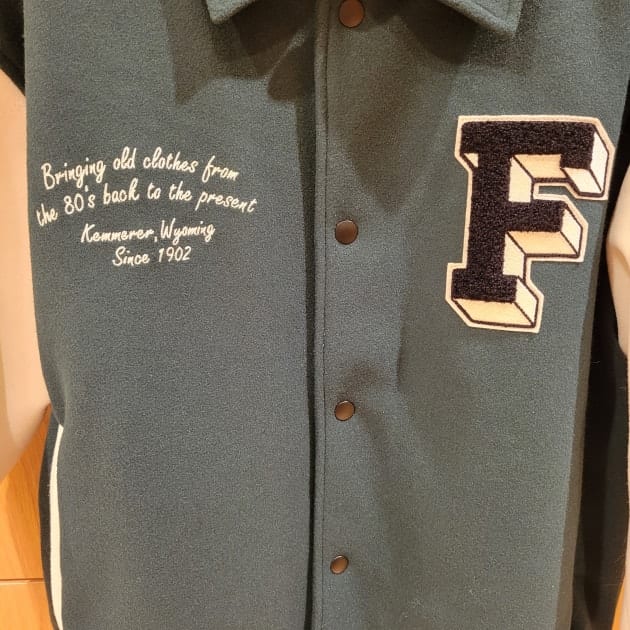 Bringing old clothes from
the 80's back to the present
Kemmerer, Wyoming
Since 1902
F